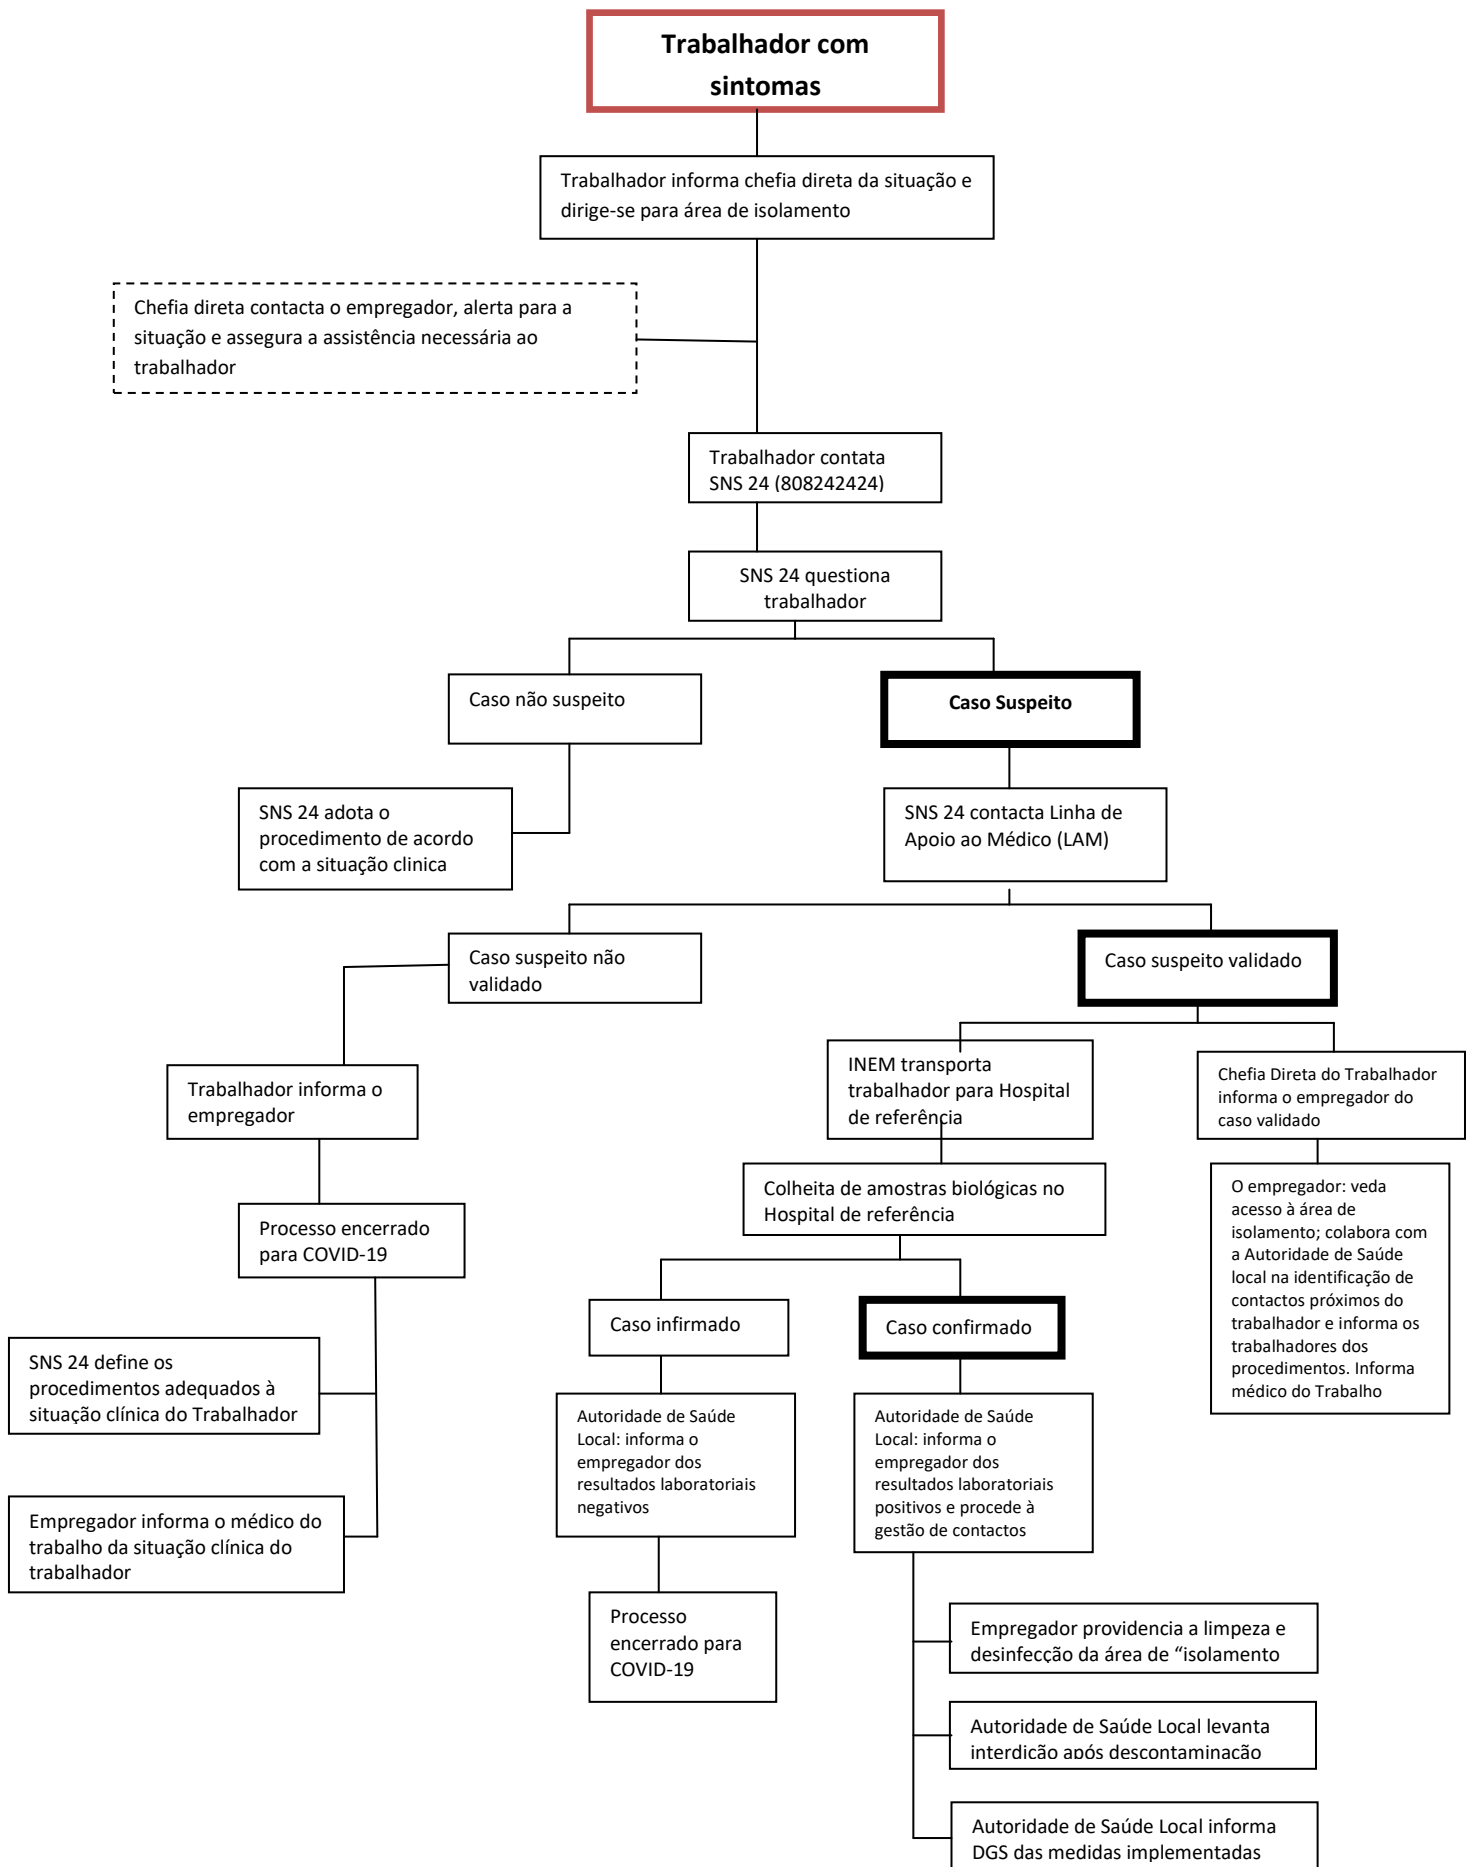 Trabalhador com
sintomas
Trabalhador informa chefia direta da situação e
dirige-se para área de isolamento
Chefia direta contacta o empregador, alerta para a
situação e assegura a assistência necessária ao
trabalhador
Trabalhador contata
SNS 24 (808242424)
SNS 24 questiona
trabalhador
Caso não suspeito
Caso Suspeito
SNS 24 adota o
procedimento de acordo
com a situação clinica
SNS 24 contacta Linha de
Apoio ao Médico (LAM)
Caso suspeito não
validado
Caso suspeito validado
Trabalhador informa o
empregador
INEM transporta
trabalhador para Hospital
de referência
Chefia Direta do Trabalhador
informa o empregador do
caso validado
Processo encerrado
para COVID-19
Colheita de amostras biológicas no
Hospital de referência
O empregador: veda
acesso à área de
isolamento; colabora com
a Autoridade de Saúde
local na identificação de
contactos próximos do
trabalhador e informa os
trabalhadores dos
procedimentos. Informa
médico do Trabalho
SNS 24 define os
procedimentos adequados à
situação clínica do Trabalhador
Caso infirmado
Caso confirmado
Empregador informa o médico do
trabalho da situação clínica do
trabalhador
Autoridade de Saúde
Local: informa o
empregador dos
resultados laboratoriais
negativos
Autoridade de Saúde
Local: informa o
empregador dos
resultados laboratoriais
positivos e procede à
gestão de contactos
Processo
encerrado para
COVID-19
Empregador providencia a limpeza e
desinfecção da área de “isolamento
Autoridade de Saúde Local levanta
interdição após descontaminação
Autoridade de Saúde Local informa
DGS das medidas implementadas